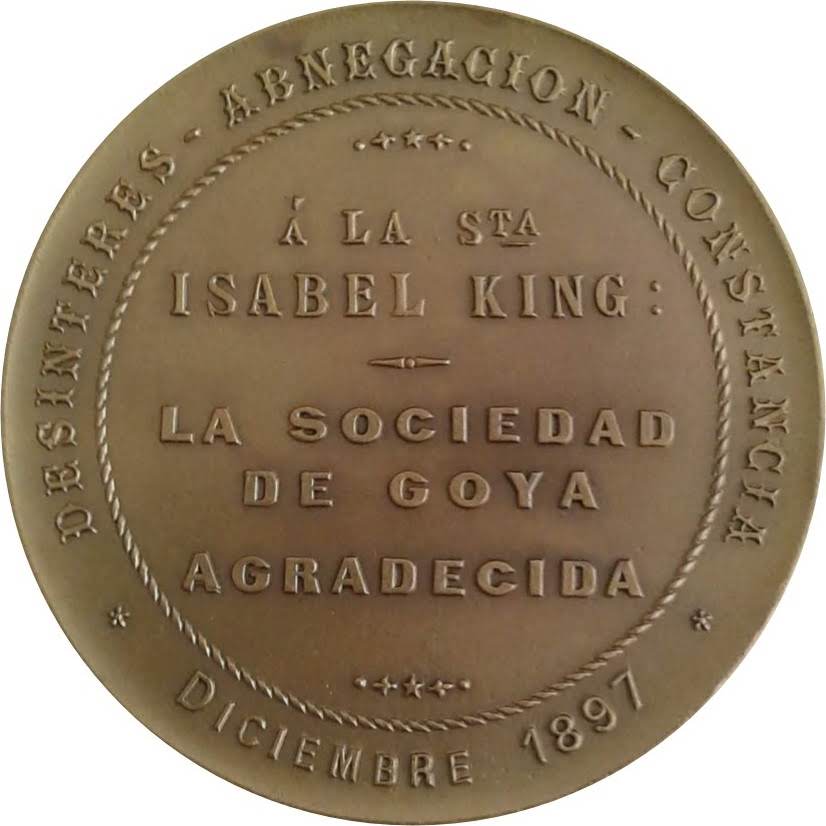 DESINTERES - ABNEGACION - CONSTANCIA
Á LA STA
ISABEL KING:
LA SOCIEDAD
DE GOYA
AGRADECIDA
* DICIEMBRE 1897 *